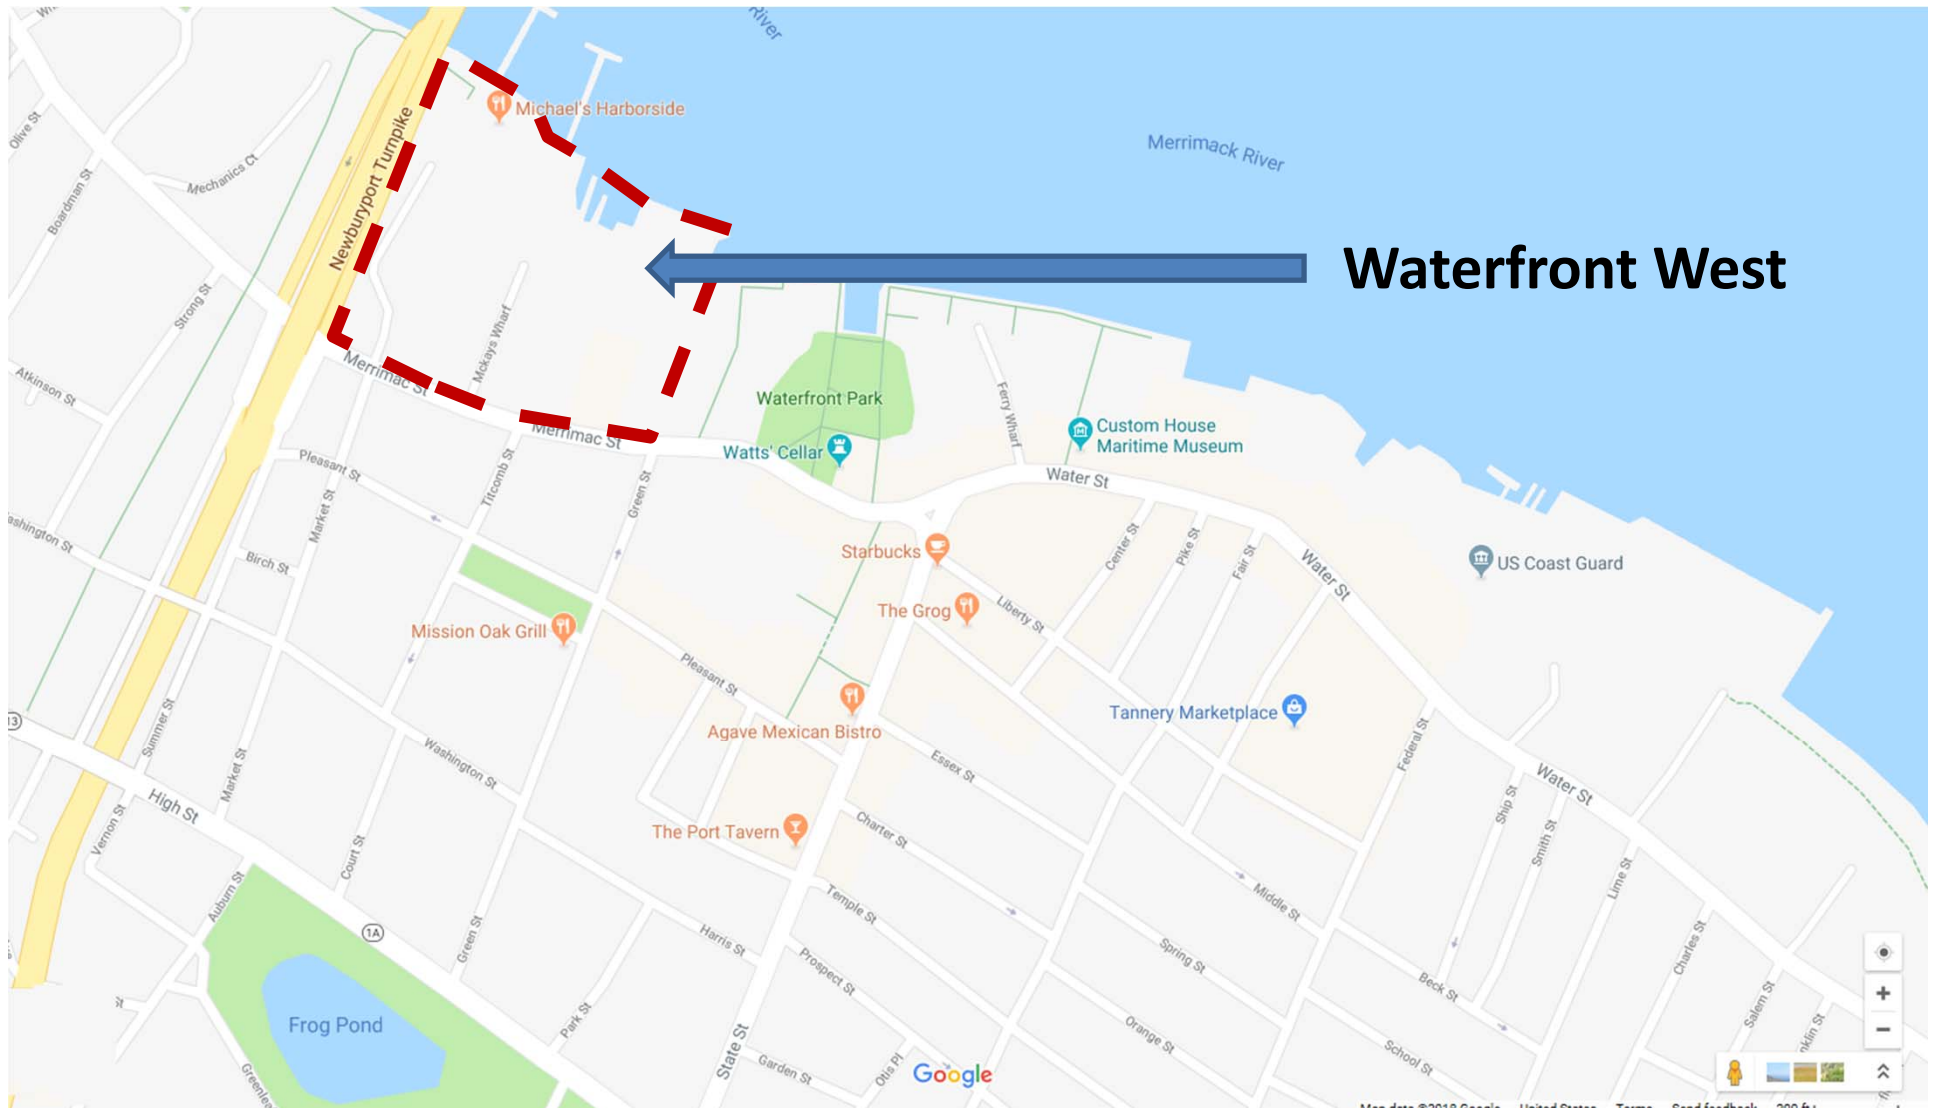 River
Michael's Harborside
Merrimack River
Olive St
Mechanics Ct
Newburyport Turnpike
Boardman St
Waterfront West
Strong St
Mckays Wharf
Merrimac St
Atkinson St
Waterfront Park
Ferry Wharf
Custom House
Maritime Museum
Merrimac St
Watts' Cellar
Pleasant St
Titcomb St
Green St
Water St
Market St
Center St
Pike St
Fair St
Starbucks
Water St
US Coast Guard
Birch St
The Grog
Liberty St
Mission Oak Grill
Pleasant St
Agave Mexican Bistro
Tannery Marketplace
Summer St
Federal St
Washington St
Essex St
Market St
High St
Water St
Ship St
Smith St
Vernon St
The Port Tavern
Charter St
Court St
Lime St
Auburn St
Temple St
Middle St
1A
Green St
Harris St
Spring St
Charles St
Prospect St
Beck St
Frog Pond
Park St
Salem St
Orange St
State St
Garden St
Otis Pl
School St
Google